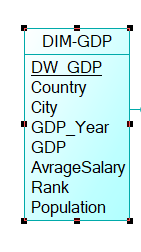 DIM-GDP
DW_GDP
Country
City
GDP_Year
GDP
AvrageSalary
Rank
Population